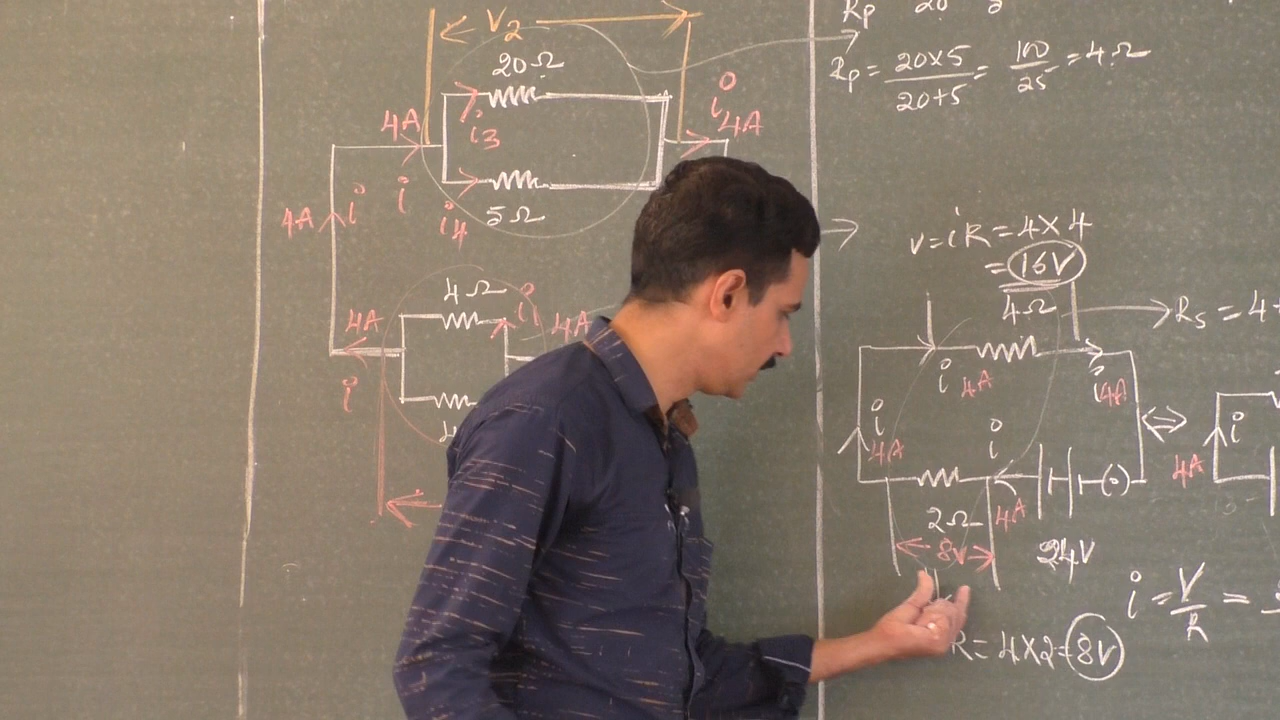 V₂
20Ω
4A
i₃
i
4A
5Ω
i₄
4A
i
i
4Ω
4A
i₁
4A
i
Rp 20
Rp = 20×5 / 20+5 = 100 / 25 = 4Ω
V = iR = 4×4
= 16V
4Ω
Rs = 4+
i
4A
i
4A
i
4A
i
2Ω
4A
8V
24V
i
4A
i = V / R =
R = 4×2 = 8V